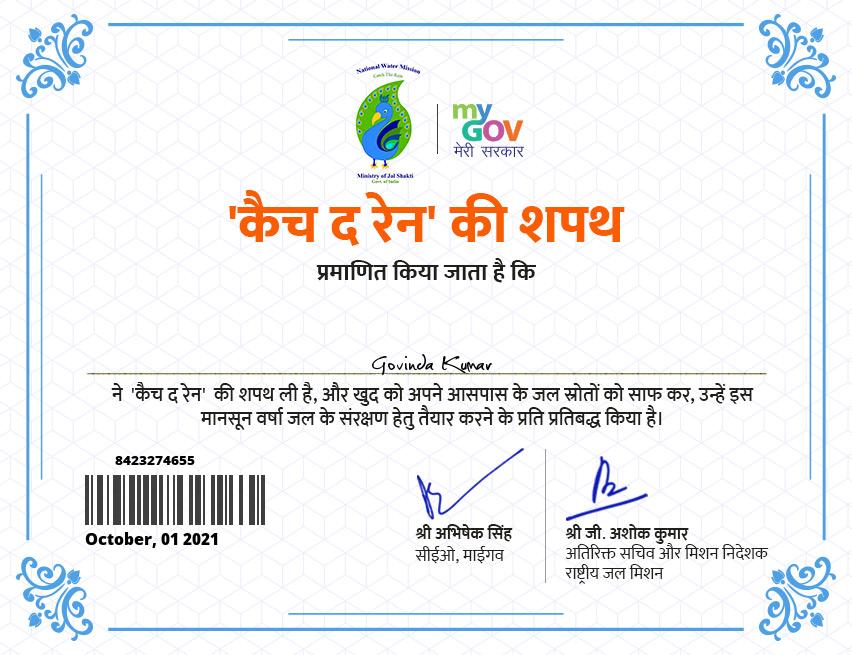 National Water Mission
Catch The Rain
Ministry of Jal Shakti
Govt. of India
my
GOV
मेरी सरकार
'कैच द रेन' की शपथ
प्रमाणित किया जाता है कि
Govinda Kumar
ने 'कैच द रेन' की शपथ ली है, और खुद को अपने आसपास के जल स्रोतों को साफ कर, उन्हें इस
मानसून वर्षा जल के संरक्षण हेतु तैयार करने के प्रति प्रतिबद्ध किया है।
8423274655
October, 01 2021
श्री अभिषेक सिंह
सीईओ, माईगव
श्री जी. अशोक कुमार
अतिरिक्त सचिव और मिशन निदेशक
राष्ट्रीय जल मिशन